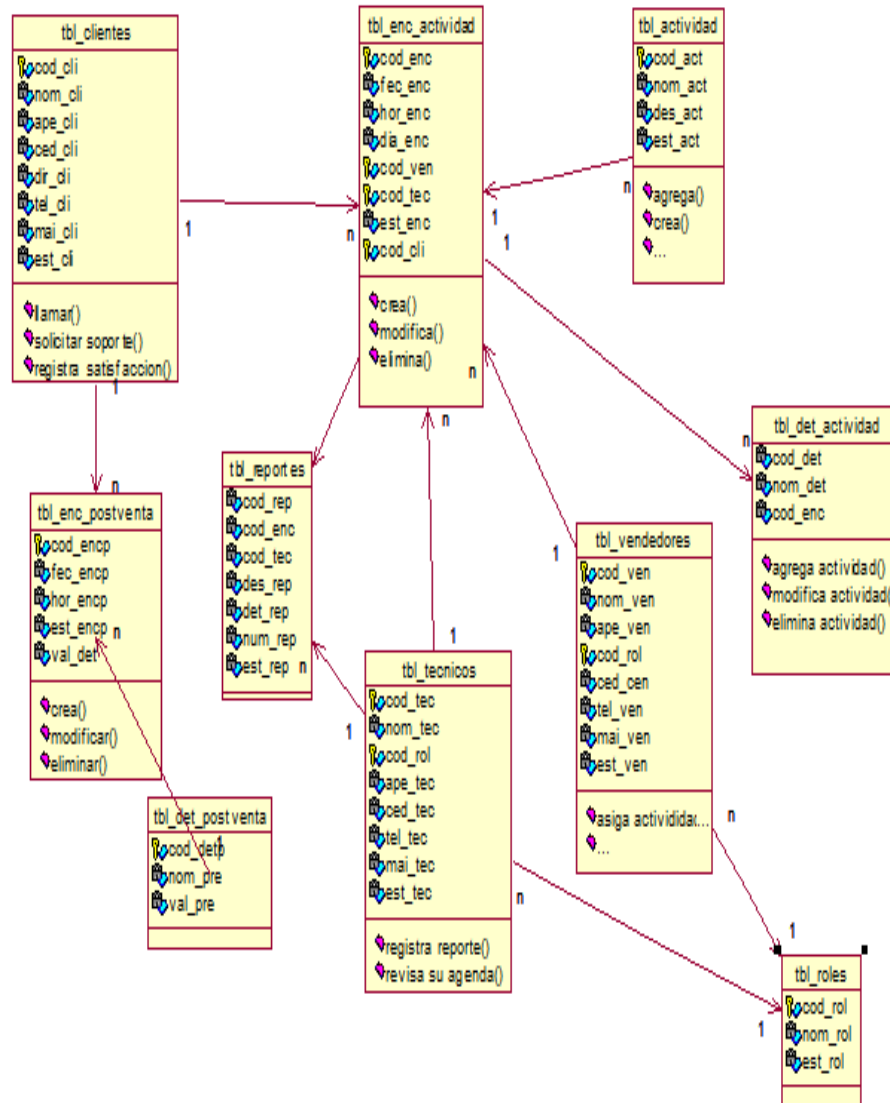 tbl_clientes
cod_cli
nom_cli
ape_cli
ced_cli
dir_cli
tel_cli
mai_cli
est_cli
llamar()
solicitar soporte()
registra satisfaccion()
tbl_enc_actividad
cod_enc
fec_enc
hor_enc
dia_enc
cod_ven
cod_tec
est_enc
cod_cli
crea()
modifica()
elimina()
tbl_actividad
cod_act
nom_act
des_act
est_act
agrega()
crea()
...
1
n
n
1
1
n
1
n
n
1
n
1
n
1
n
1
n
1
n
1
n
1
tbl_det_actividad
cod_det
nom_det
cod_enc
agrega actividad()
modifica actividad(
elimina actividad()
tbl_reportes
cod_rep
cod_enc
cod_tec
des_rep
det_rep
num_rep
est_rep
tbl_enc_postventa
cod_encp
fec_encp
hor_encp
est_encp
val_det
crea()
modificar()
eliminar()
tbl_vendedores
cod_ven
nom_ven
ape_ven
cod_rol
ced_cen
tel_ven
mai_ven
est_ven
asiga activididar...
...
tbl_tecnicos
cod_tec
nom_tec
cod_rol
ape_tec
ced_tec
tel_tec
mai_tec
est_tec
registra reporte()
revisa su agenda()
tbl_det_postventa
cod_detp
nom_pre
val_pre
tbl_roles
cod_rol
nom_rol
est_rol